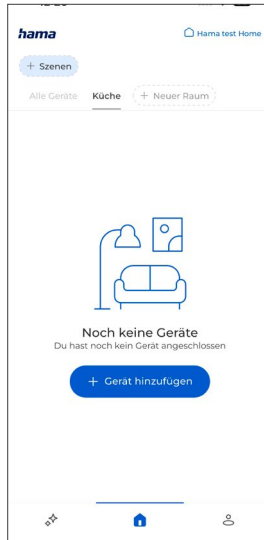 hama
Hama test Home
+ Szenen
Alle Geräte Küche + Neuer Raum
Noch keine Geräte
Du hast noch kein Gerät angeschlossen
+ Gerät hinzufügen